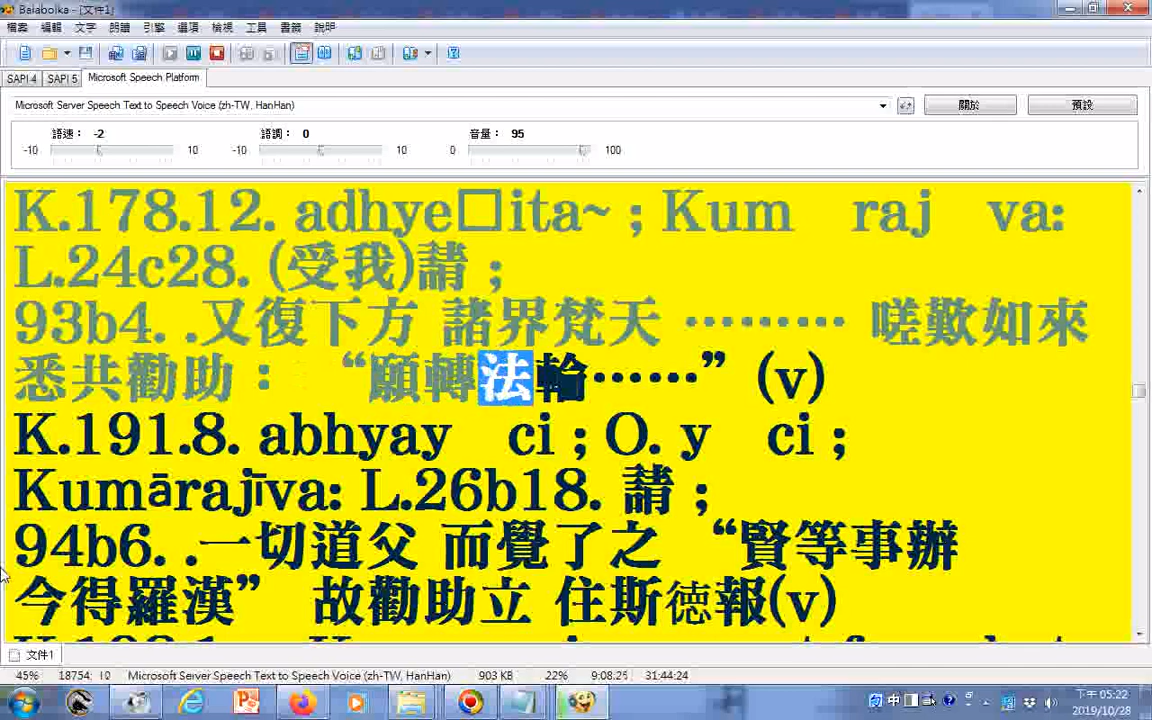 Balabolka - [文件1]
檔案 編輯 文字 朗讀 引擎 選項 檢視 工具 書籤 說明
SAPI 4 SAPI 5 Microsoft Speech Platform
Microsoft Server Speech Text to Speech Voice (zh-TW, HanHan) 關於 預設
語速： -2 語調： 0 音量： 95
-10 10 -10 10 0 100
K.178.12. adhye□ita~ ; Kum raj va:
L.24c28. (受我)請 ;
93b4. .又復下方 諸界梵天 ⋯⋯⋯ 嗟歎如來
悉共勸助： “願轉法輪⋯⋯” (v)
K.191.8. abhyay ci ; O. y ci ;
Kumārajīva: L.26b18. 請 ;
94b6. .一切道父 而覺了之 “賢等事辦
今得羅漢” 故勸助立 住斯徳報(v)
文件1
45% 18754: 10 Microsoft Server Speech Text to Speech Voice (zh-TW, HanHan) 903 KB 22% 9:08:25 31:44:24
中 下午 05:22
2019/10/28